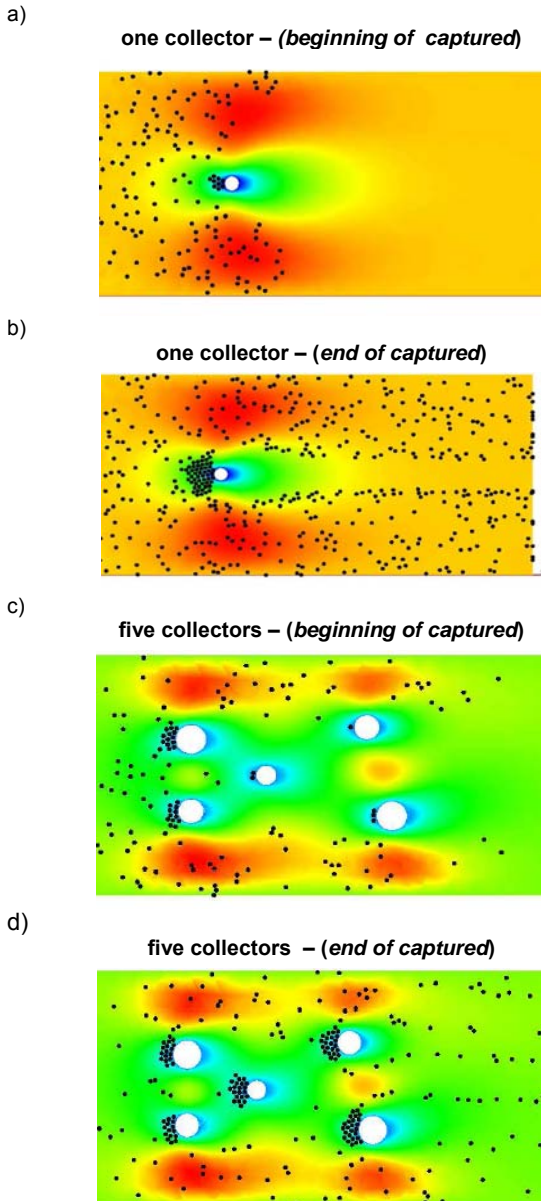 a)
one collector – (beginning of captured)
b)
one collector – (end of captured)
c)
five collectors – (beginning of captured)
d)
five collectors – (end of captured)